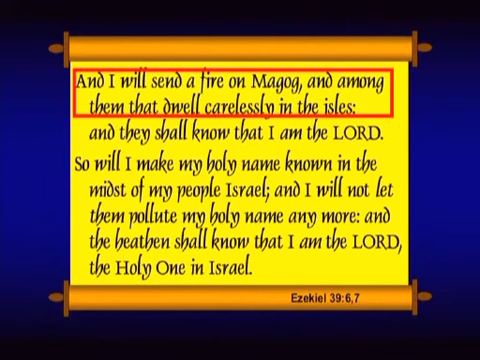 And I will send a fire on Magog, and among
them that dwell carelessly in the isles:
and they shall know that I am the LORD.
So will I make my holy name known in the
midst of my people Israel; and I will not let
them pollute my holy name any more: and
the heathen shall know that I am the LORD,
the Holy One in Israel.
Ezekiel 39:6,7